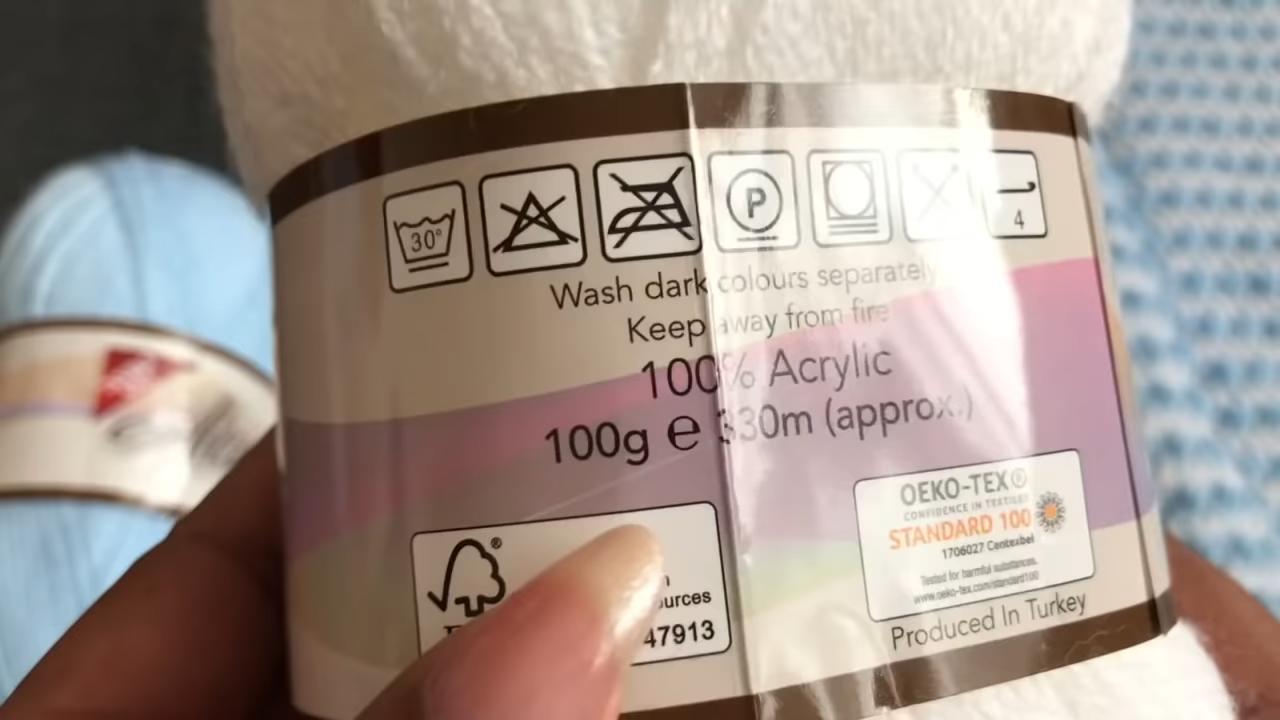 30°
P
4
Wash dark colours separately
Keep away from fire
100% Acrylic
100g ℮ 330m (approx.)
OEKO-TEX®
CONFIDENCE IN TEXTILES
STANDARD 100
1706027 Centexbel
Tested for harmful substances.
www.oeko-tex.com/standard100
Produced In Turkey
®
47913